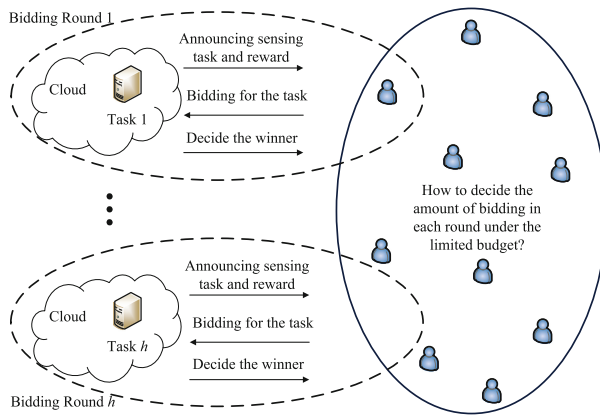 Bidding Round 1
Announcing sensing
task and reward
Cloud
Bidding for the task
Task 1
Decide the winner
How to decide the
amount of bidding in
each round under the
limited budget?
Announcing sensing
task and reward
Cloud
Bidding for the task
Task h
Decide the winner
Bidding Round h